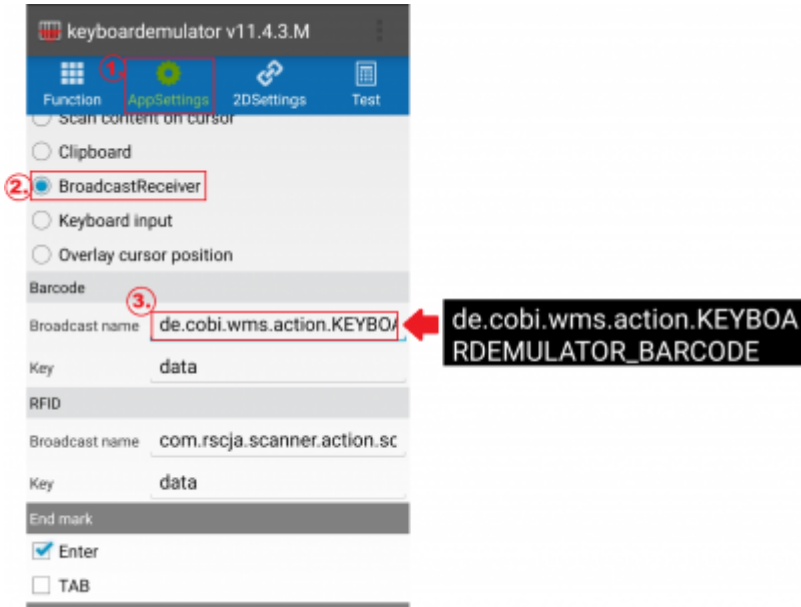 keyboardemulator v11.4.3.M
1.
Function AppSettings 2DSettings Test
Scan content on cursor
Clipboard
2. BroadcastReceiver
Keyboard input
Overlay cursor position
Barcode
3.
Broadcast name de.cobi.wms.action.KEYBOA
de.cobi.wms.action.KEYBOA
RDEMULATOR_BARCODE
Key data
RFID
Broadcast name com.rscja.scanner.action.sc
Key data
End mark
Enter
TAB